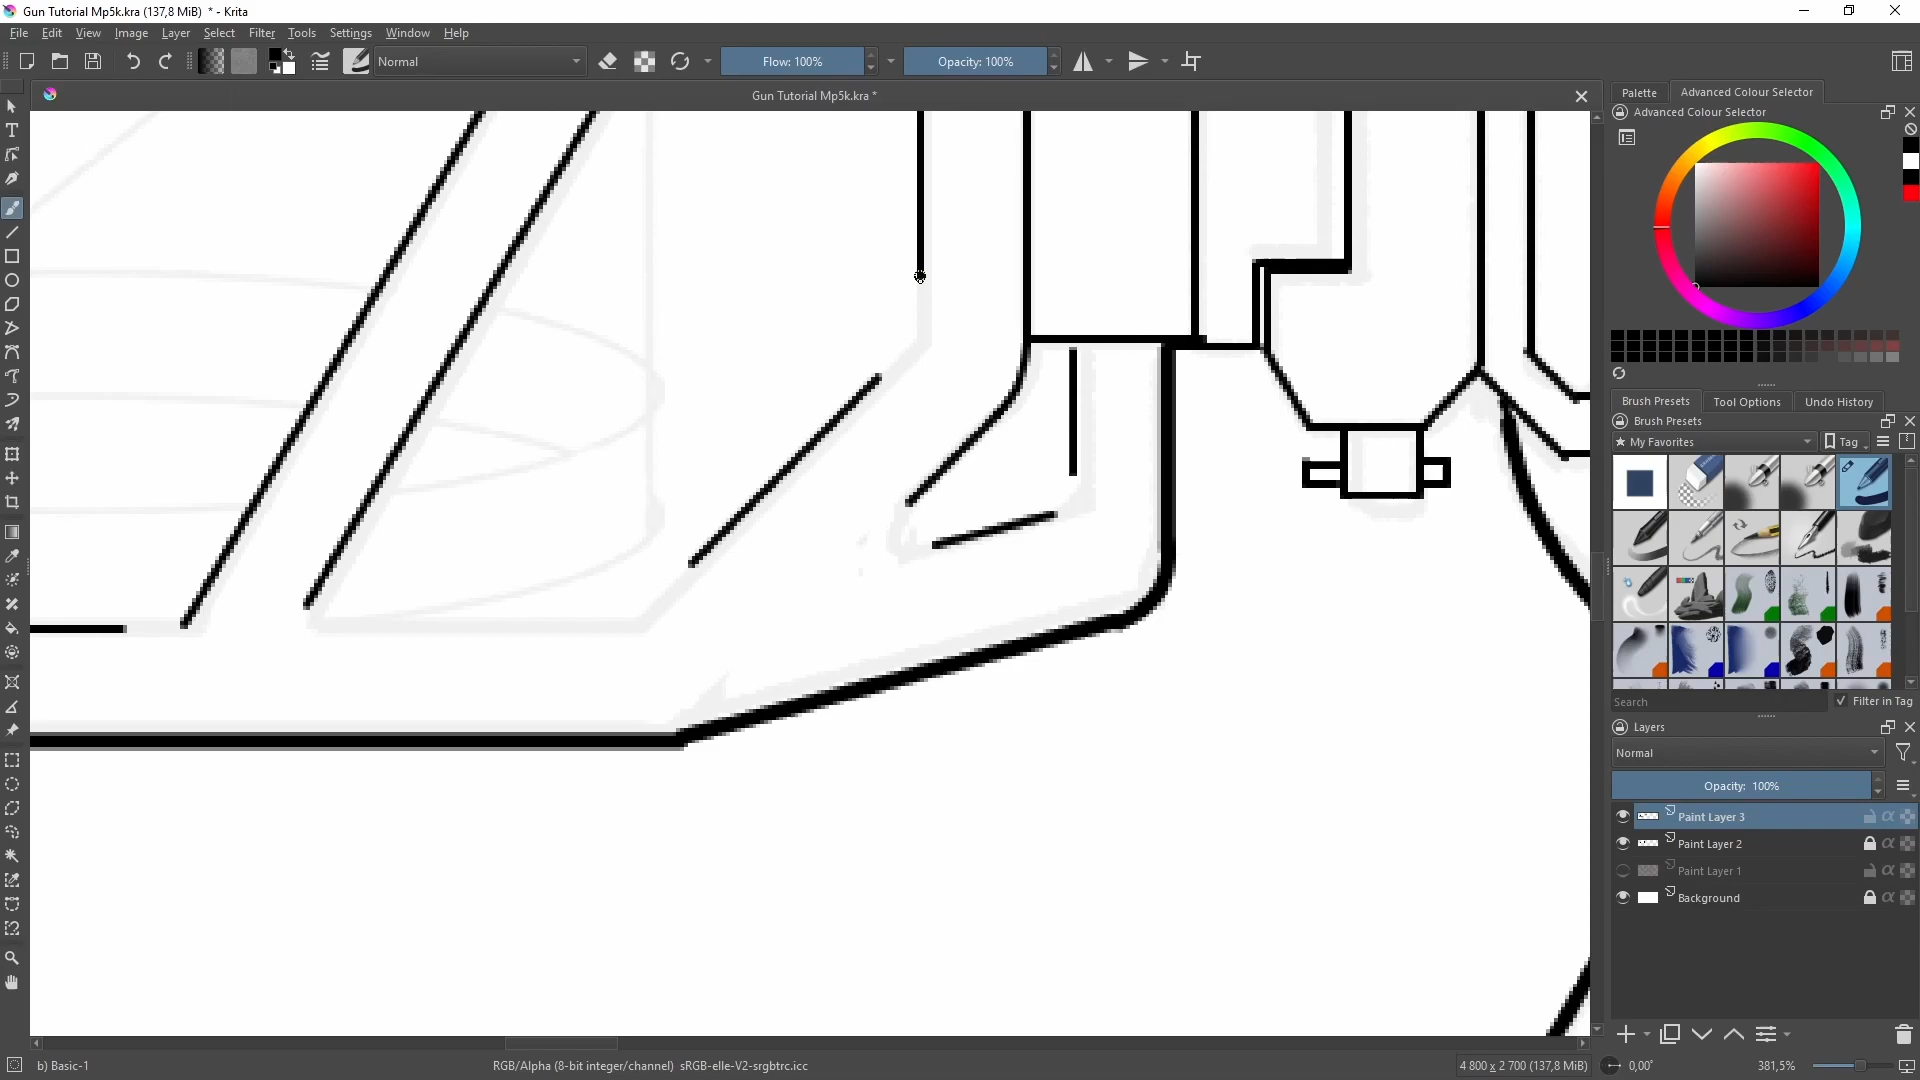 Gun Tutorial Mp5k.kra (137,8 MiB) * - Krita
File Edit View Image Layer Select Filter Tools Settings Window Help
Normal
Flow: 100%
Opacity: 100%
Gun Tutorial Mp5k.kra *
Palette
Advanced Colour Selector
Advanced Colour Selector
Brush Presets
Tool Options
Undo History
Brush Presets
My Favorites
Tag
Search
Filter in Tag
Layers
Normal
Opacity: 100%
Paint Layer 3
Paint Layer 2
Paint Layer 1
Background
b) Basic-1
RGB/Alpha (8-bit integer/channel) sRGB-elle-V2-srgbtrc.icc
4 800 x 2 700 (137,8 MiB)
0,00°
381,5%